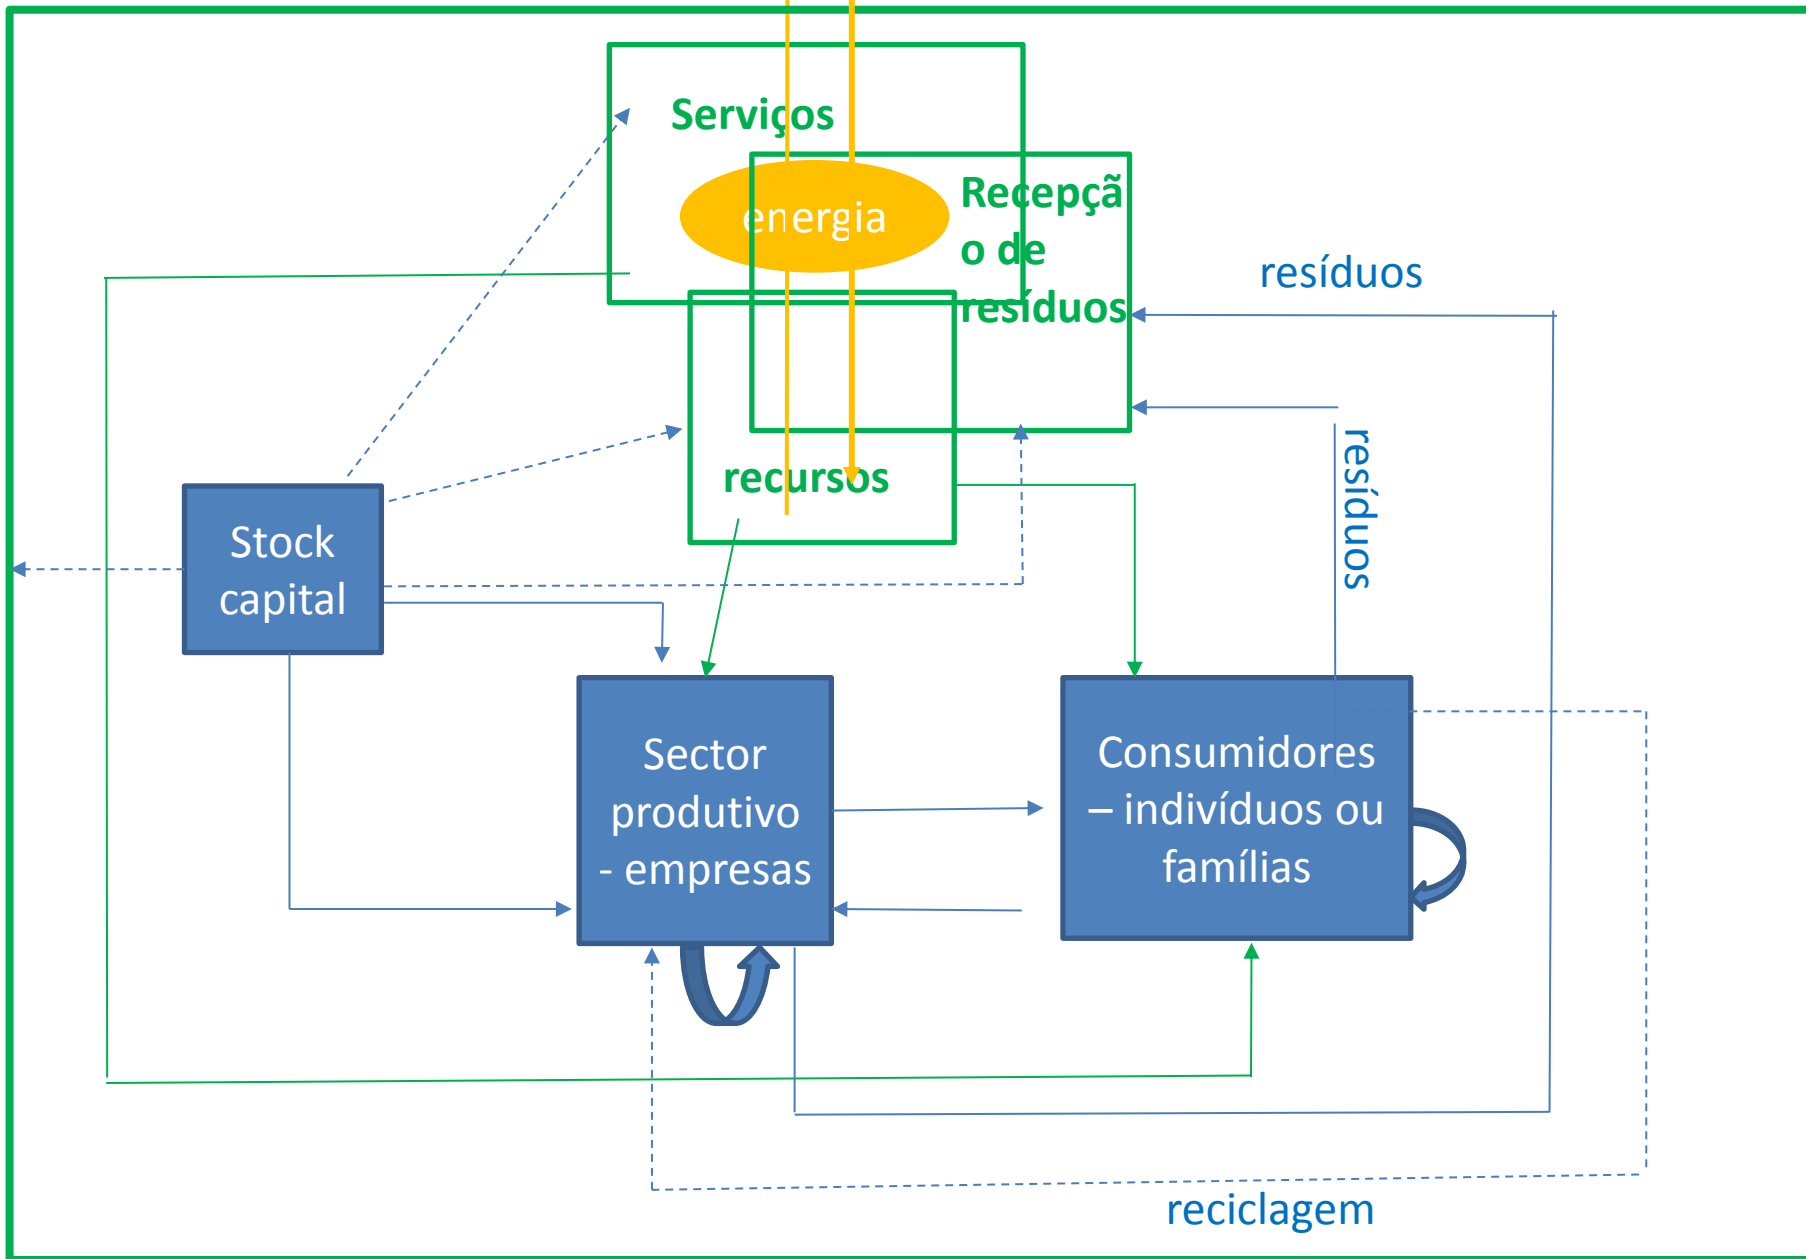 Serviços
energia
Recepçã
o de
resíduos
resíduos
recursos
resíduos
Stock
capital
Sector
produtivo
- empresas
Consumidores
– indivíduos ou
famílias
reciclagem